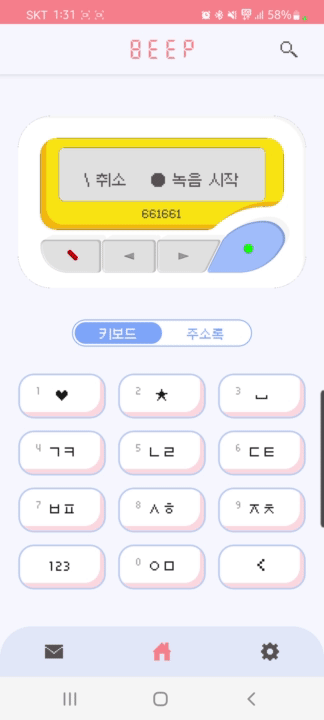 SKT 1:31 58%
BEEP
\ 취소 ● 녹음 시작
661661
키보드 주소록
1 ♥ 2 ★ 3 ⌴
4 ㄱㅋ 5 ㄴㄹ 6 ㄷㅌ
7 ㅂㅍ 8 ㅅㅎ 9 ㅈㅊ
123 0 ㅇㅁ <